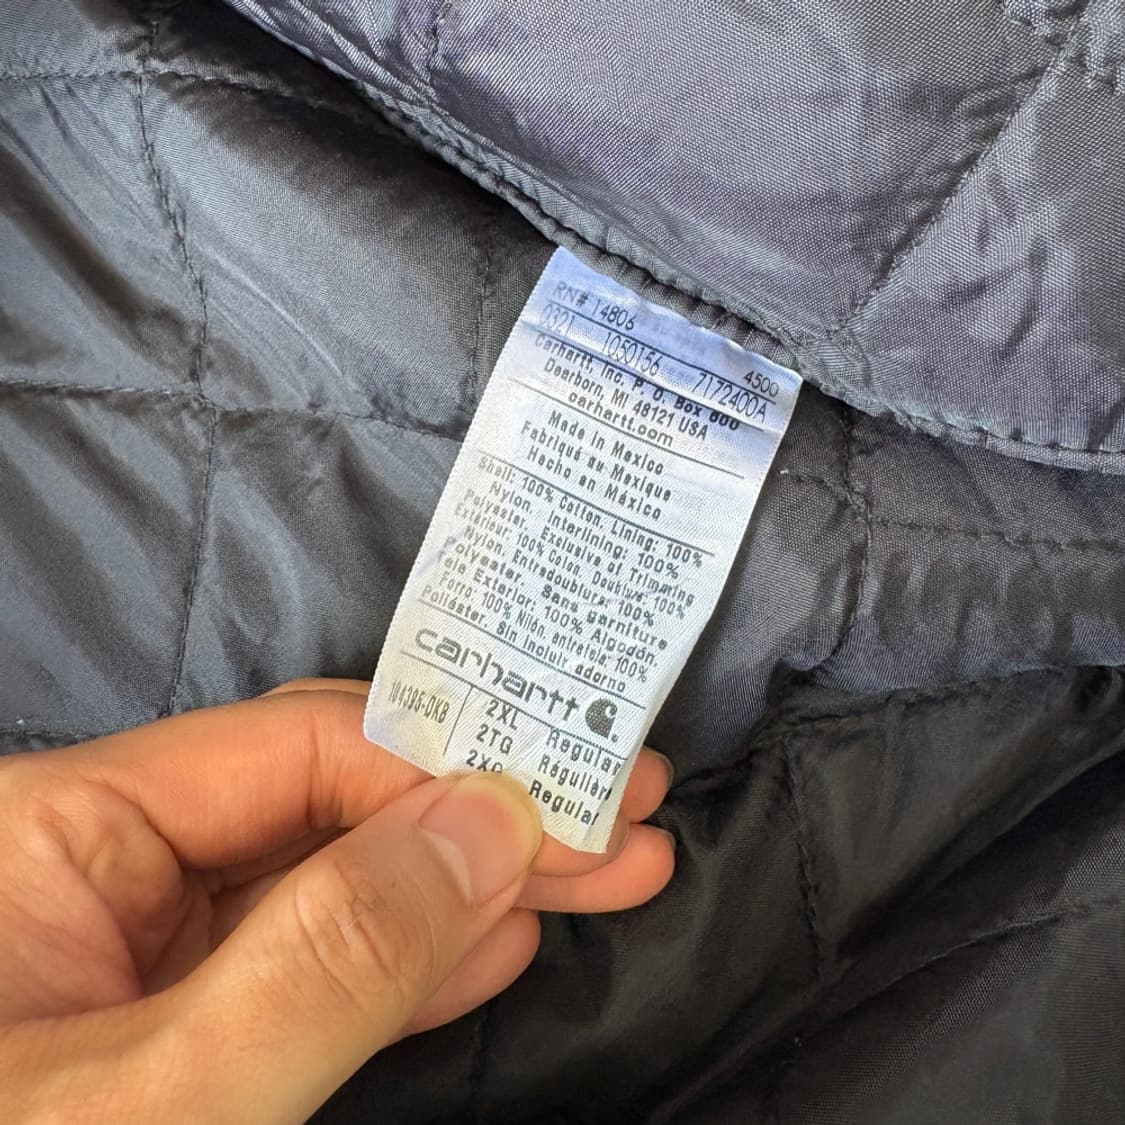 RN# 14806 4500
0321 1050156 7172400A
Carhartt, Inc. P. O. Box 600
Dearborn, MI 48121 USA
carhartt.com
Made in Mexico
Fabriqué au Mexique
Hecho en México
Shell: 100% Cotton. Lining: 100%
Nylon. Interlining: 100%
Polyester. Exclusive of Trimming
Extérieur: 100% Coton. Doublure: 100%
Nylon. Entredoublure: 100%
Polyester. Sans garniture
Exterior: 100% Algodón.
Forro: 100% Nilón. entretela: 100%
Poliéster. Sin incluir adorno
carhartt
104395-DKB 2XL Regular
2TG Régulière
2XG Regular